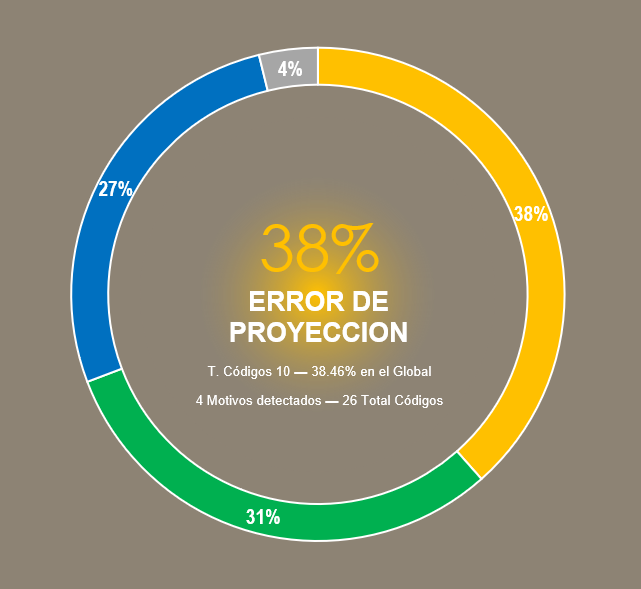 4%
27%
38%
38%
ERROR DE
PROYECCION
T. Códigos 10 — 38.46% en el Global
4 Motivos detectados — 26 Total Códigos
31%